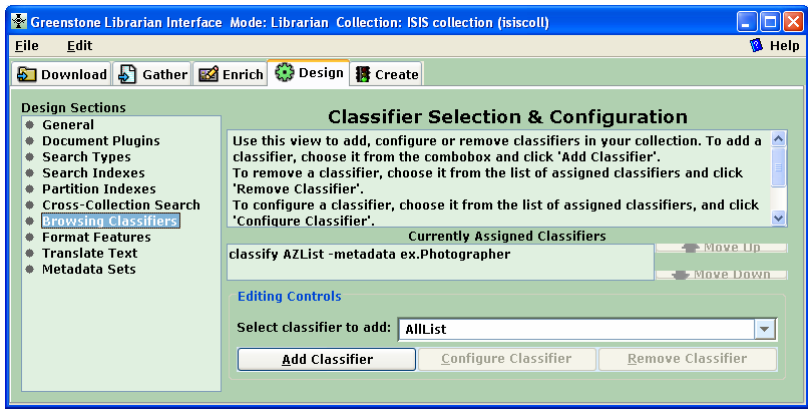 Greenstone Librarian Interface Mode: Librarian Collection: ISIS collection (isiscoll)
File Edit Help
Download Gather Enrich Design Create
Design Sections
General
Document Plugins
Search Types
Search Indexes
Partition Indexes
Cross-Collection Search
Browsing Classifiers
Format Features
Translate Text
Metadata Sets
Classifier Selection & Configuration
Use this view to add, configure or remove classifiers in your collection. To add a
classifier, choose it from the combobox and click 'Add Classifier'.
To remove a classifier, choose it from the list of assigned classifiers and click
'Remove Classifier'.
To configure a classifier, choose it from the list of assigned classifiers, and click
'Configure Classifier'.
Currently Assigned Classifiers
classify AZList -metadata ex.Photographer
Move Up
Move Down
Editing Controls
Select classifier to add: AllList
Add Classifier Configure Classifier Remove Classifier